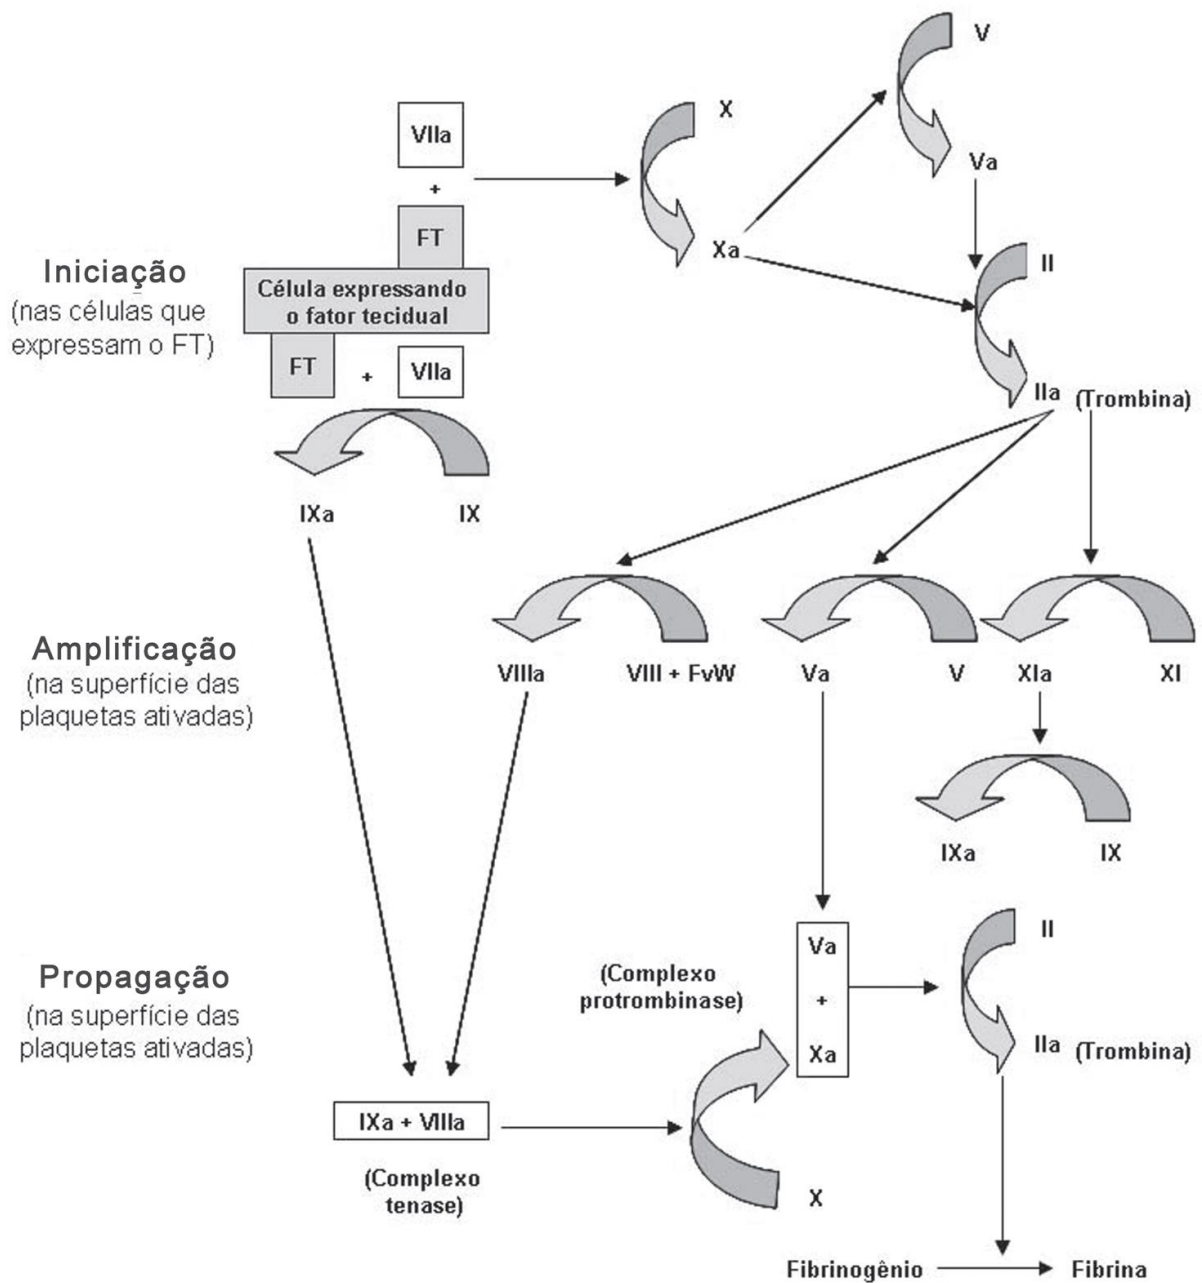 V
VIIa
X
+
Va
FT
Xa
Iniciação
(nas células que
expressam o FT)
Célula expressando
o fator tecidual
II
FT + VIIa
IIa (Trombina)
IXa IX
Amplificação
(na superfície das
plaquetas ativadas)
VIIIa VIII + FvW Va V XIa XI
IXa IX
Propagação
(na superfície das
plaquetas ativadas)
(Complexo
protrombinase)
Va
+
Xa
II
IIa (Trombina)
IXa + VIIIa
(Complexo
tenase)
X
Fibrinogênio Fibrina